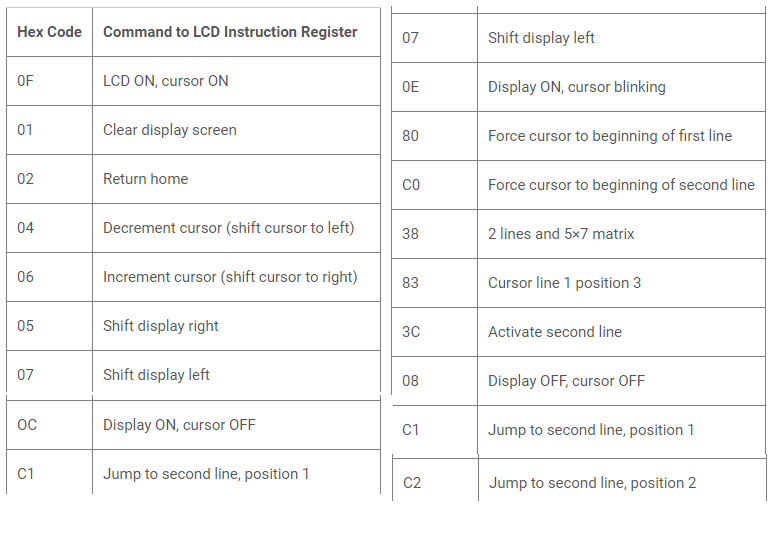 Hex Code Command to LCD Instruction Register
0F LCD ON, cursor ON
01 Clear display screen
02 Return home
04 Decrement cursor (shift cursor to left)
06 Increment cursor (shift cursor to right)
05 Shift display right
07 Shift display left
OC Display ON, cursor OFF
C1 Jump to second line, position 1
07 Shift display left
0E Display ON, cursor blinking
80 Force cursor to beginning of first line
C0 Force cursor to beginning of second line
38 2 lines and 5×7 matrix
83 Cursor line 1 position 3
3C Activate second line
08 Display OFF, cursor OFF
C1 Jump to second line, position 1
C2 Jump to second line, position 2